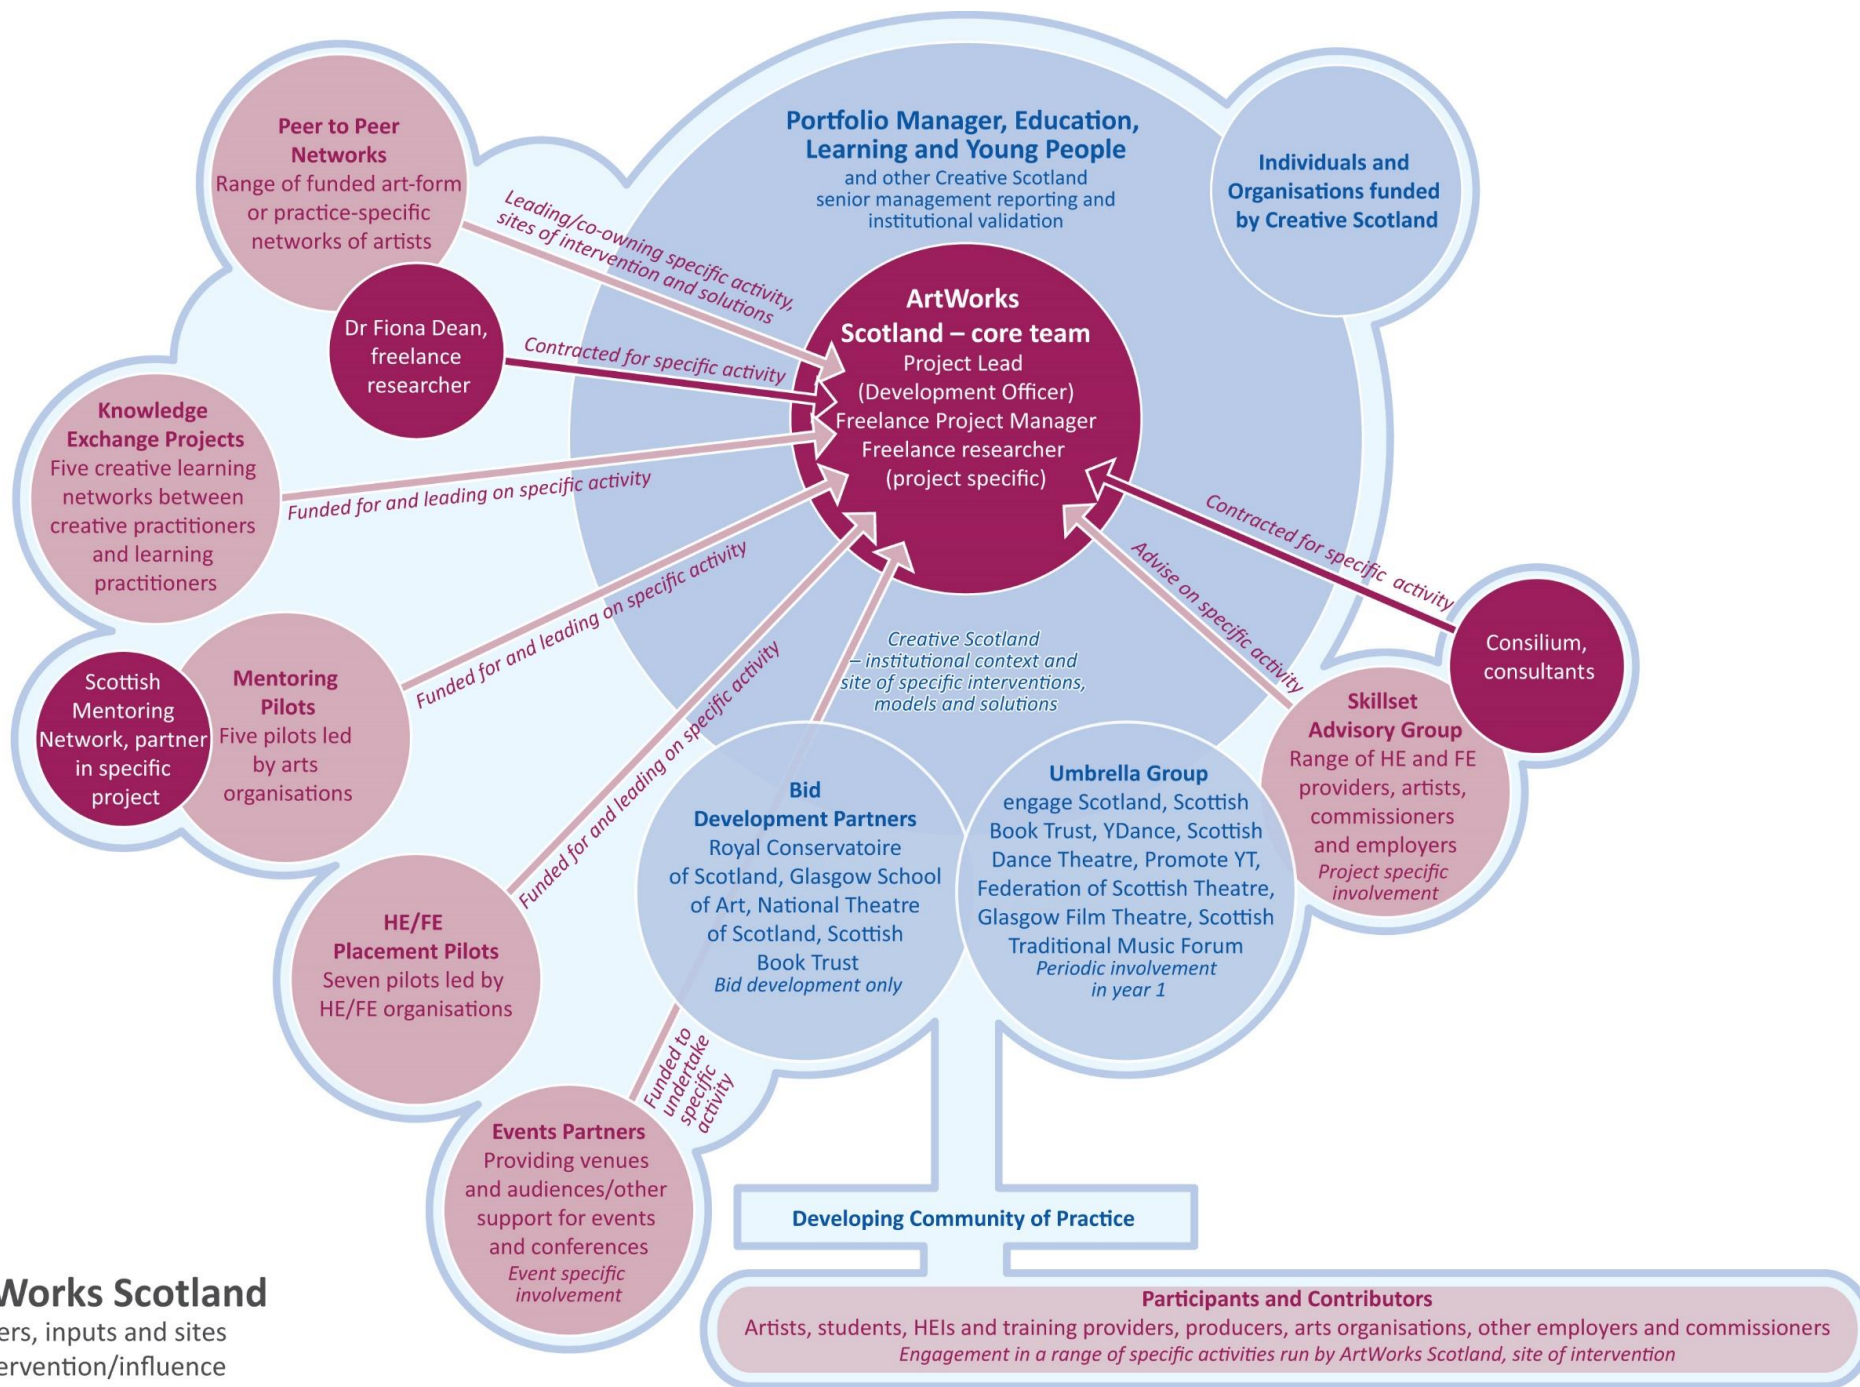 Peer to Peer
Networks
Range of funded art-form
or practice-specific
networks of artists
Portfolio Manager, Education,
Learning and Young People
and other Creative Scotland
senior management reporting and
institutional validation
Individuals and
Organisations funded
by Creative Scotland
Leading/co-owning specific activity,
sites of intervention and solutions
Dr Fiona Dean,
freelance
researcher
Contracted for specific activity
ArtWorks
Scotland – core team
Project Lead
(Development Officer)
Freelance Project Manager
Freelance researcher
(project specific)
Knowledge
Exchange Projects
Five creative learning
networks between
creative practitioners
and learning
practitioners
Funded for and leading on specific activity
Contracted for specific activity
Advise on specific activity
Consilium,
consultants
Scottish
Mentoring
Network, partner
in specific
project
Mentoring
Pilots
Five pilots led
by arts
organisations
Funded for and leading on specific activity
Creative Scotland
– institutional context and
site of specific interventions,
models and solutions
Skillset
Advisory Group
Range of HE and FE
providers, artists,
commissioners
and employers
Project specific
involvement
HE/FE
Placement Pilots
Seven pilots led by
HE/FE organisations
Funded for and leading on specific activity
Bid
Development Partners
Royal Conservatoire
of Scotland, Glasgow School
of Art, National Theatre
of Scotland, Scottish
Book Trust
Bid development only
Umbrella Group
engage Scotland, Scottish
Book Trust, YDance, Scottish
Dance Theatre, Promote YT,
Federation of Scottish Theatre,
Glasgow Film Theatre, Scottish
Traditional Music Forum
Periodic involvement
in year 1
Funded to
undertake
specific
activity
Events Partners
Providing venues
and audiences/other
support for events
and conferences
Event specific
involvement
Developing Community of Practice
Participants and Contributors
Artists, students, HEIs and training providers, producers, arts organisations, other employers and commissioners
Engagement in a range of specific activities run by ArtWorks Scotland, site of intervention
Works Scotland
ers, inputs and sites
ervention/influence